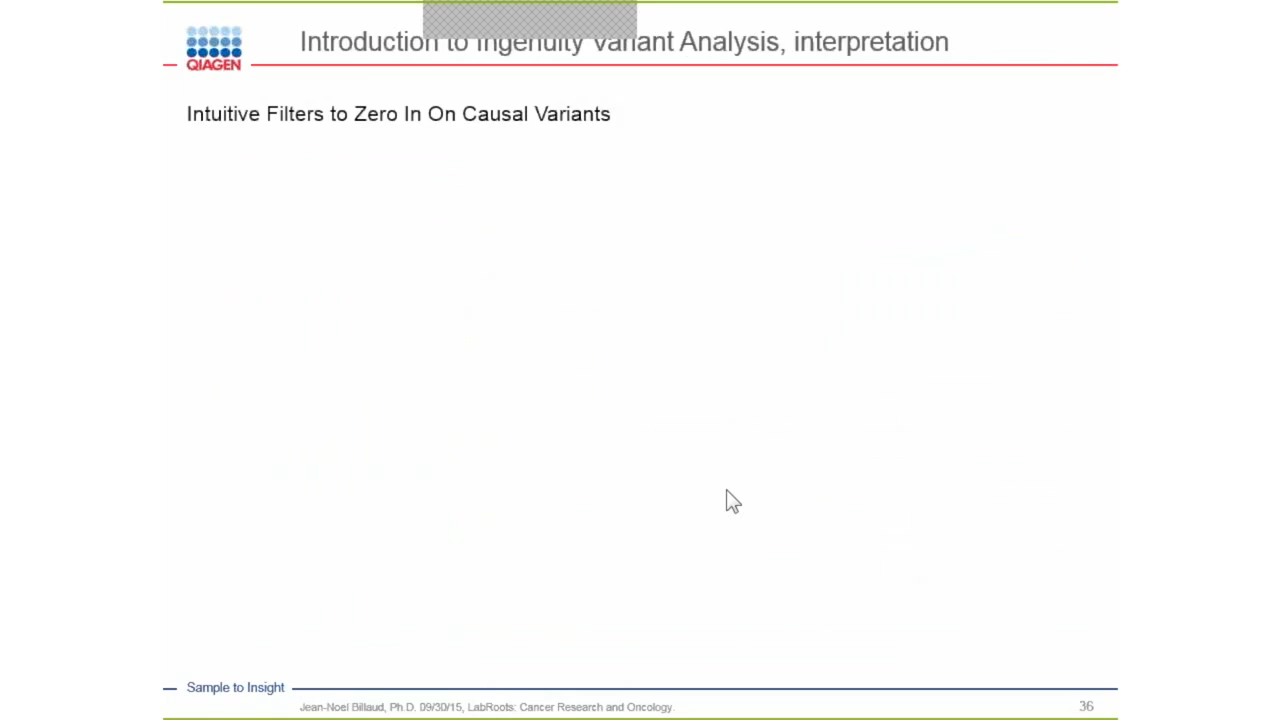 Introduction to Ingenuity Variant Analysis, interpretation
QIAGEN
Intuitive Filters to Zero In On Causal Variants
Sample to Insight
Jean-Noel Billaud, Ph.D. 09/30/15, LabRoots: Cancer Research and Oncology.
36